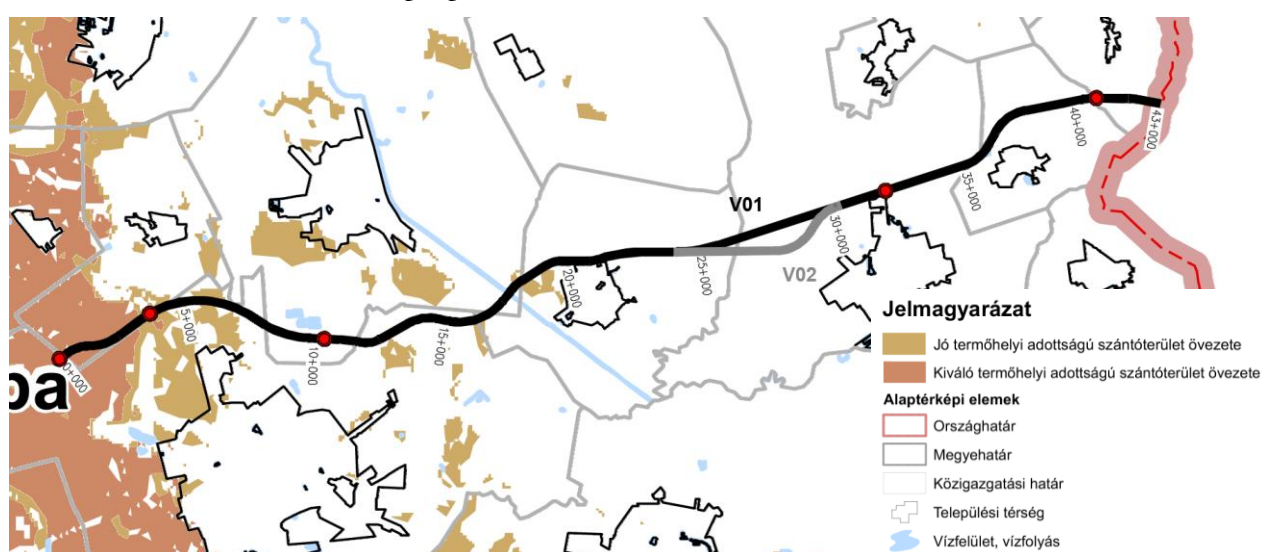 40+000
43+000
35+000
V01
30+000
25+000
V02
20+000
5+000
15+000
10+000
0+000
ba
Jelmagyarázat
Jó termőhelyi adottságú szántóterület övezete
Kiváló termőhelyi adottságú szántóterület övezete
Alaptérképi elemek
Országhatár
Megyehatár
Közigazgatási határ
Települési térség
Vízfelület, vízfolyás